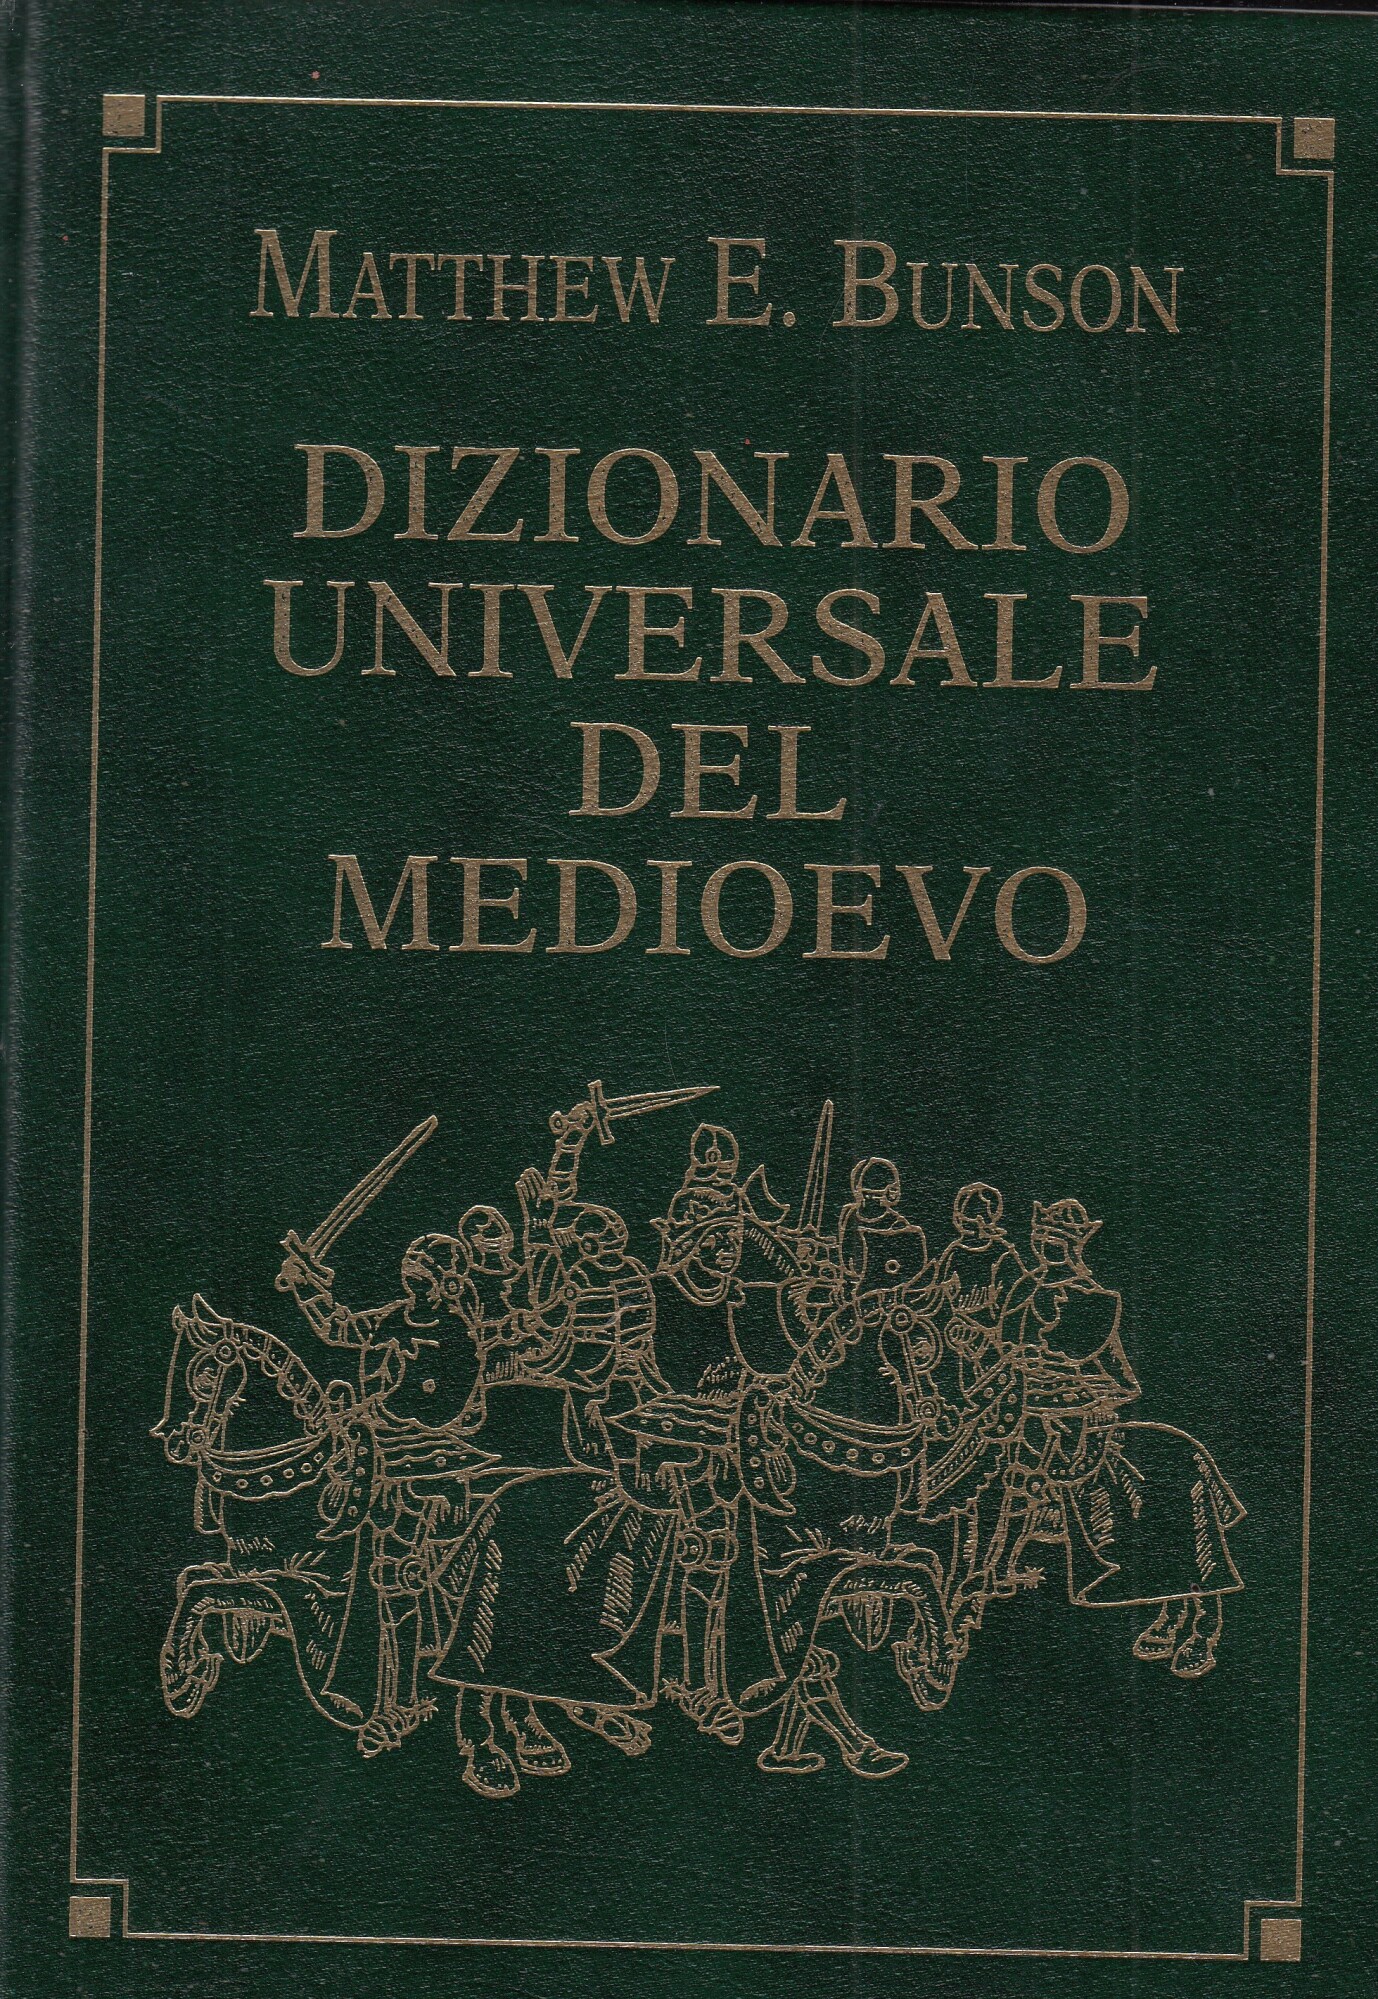 MATTHEW E. BUNSON
DIZIONARIO
UNIVERSALE
DEL
MEDIOEVO